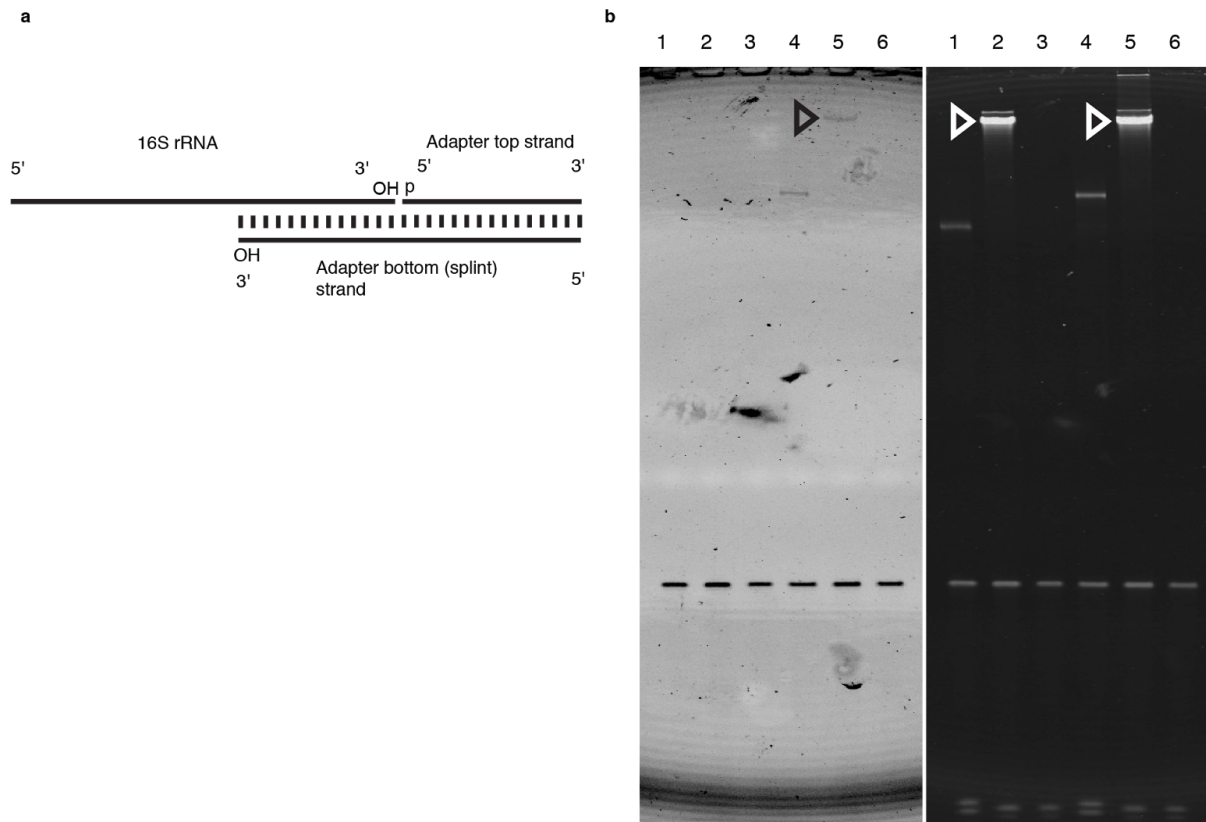 a
16S rRNA
Adapter top strand
5'
3'
5'
3'
OH p
OH
3'
Adapter bottom (splint)
strand
5'
b
1 2 3 4 5 6
1 2 3 4 5 6